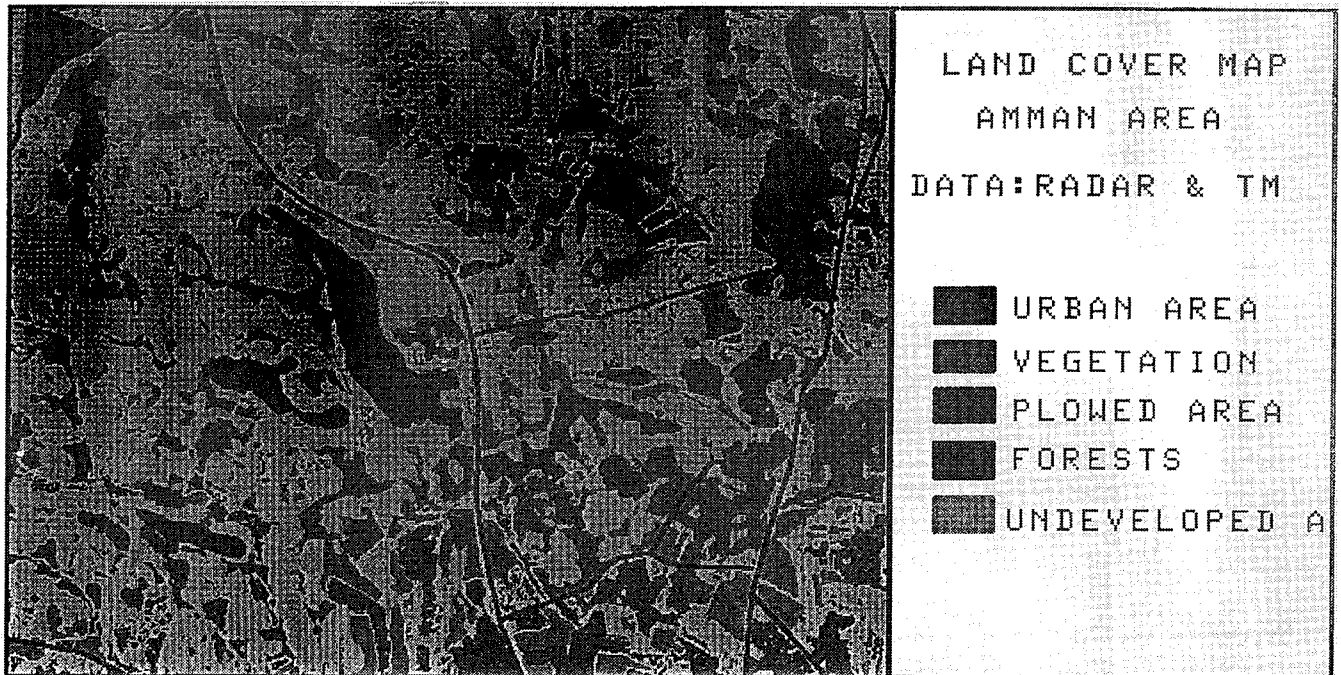 LAND COVER MAP
AMMAN AREA
DATA:RADAR & TM
URBAN AREA
VEGETATION
PLOWED AREA
FORESTS
UNDEVELOPED A